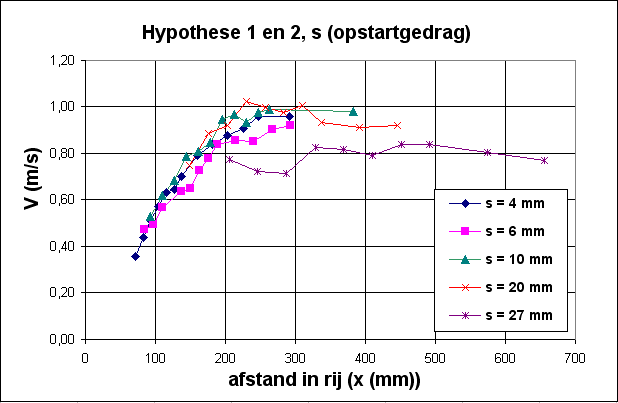 Hypothese 1 en 2, s (opstartgedrag)
V (m/s)
1,20
1,00
0,80
0,60
0,40
0,20
0,00
0 100 200 300 400 500 600 700
afstand in rij (x (mm))
s = 4 mm
s = 6 mm
s = 10 mm
s = 20 mm
s = 27 mm